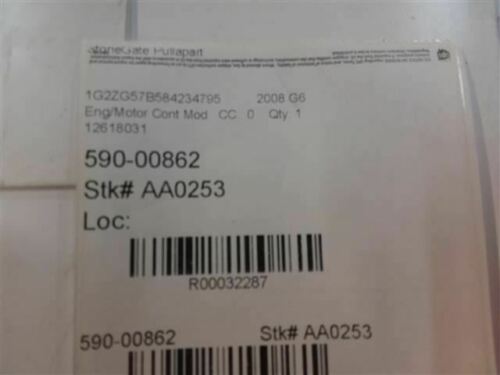 StoneGate Pullapart
1G2ZG57B584234795 2008 G6
Eng/Motor Cont Mod CC: 0 Qty: 1
12618031
590-00862
Stk# AA0253
Loc:
R00032287
590-00862 Stk# AA0253